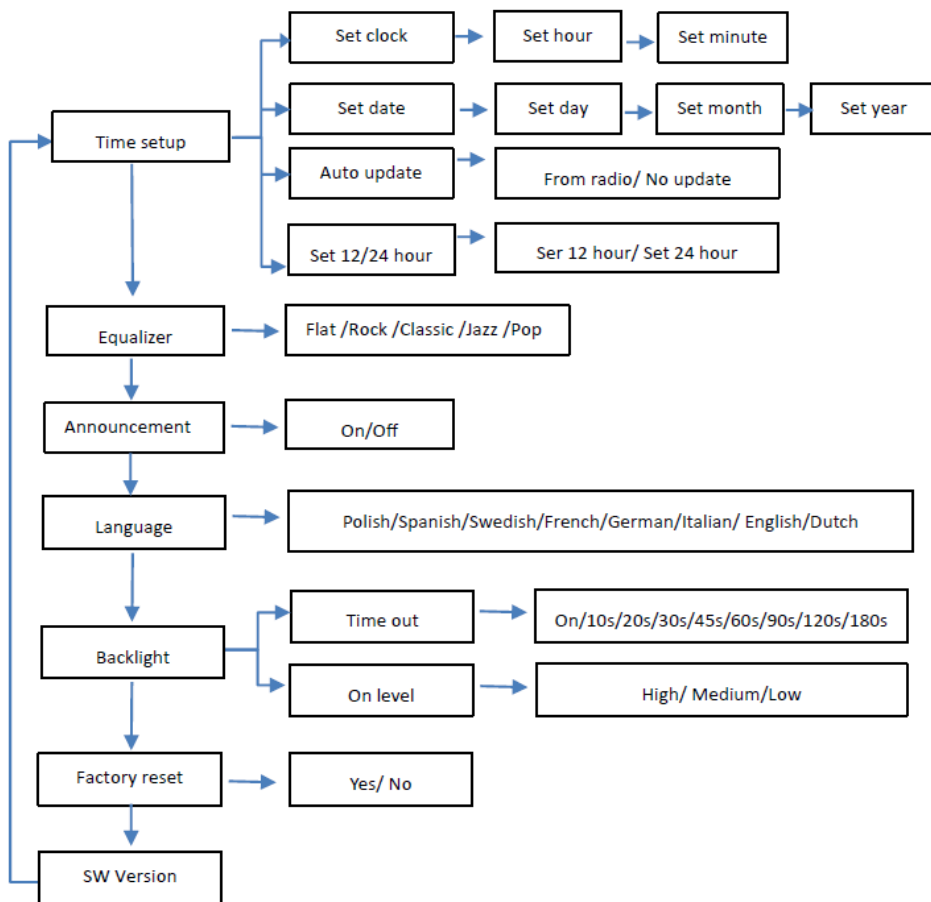 Set clock
Set hour
Set minute
Set date
Set day
Set month
Set year
Time setup
Auto update
From radio/ No update
Set 12/24 hour
Ser 12 hour/ Set 24 hour
Equalizer
Flat /Rock /Classic /Jazz /Pop
Announcement
On/Off
Language
Polish/Spanish/Swedish/French/German/Italian/ English/Dutch
Time out
On/10s/20s/30s/45s/60s/90s/120s/180s
Backlight
On level
High/ Medium/Low
Factory reset
Yes/ No
SW Version